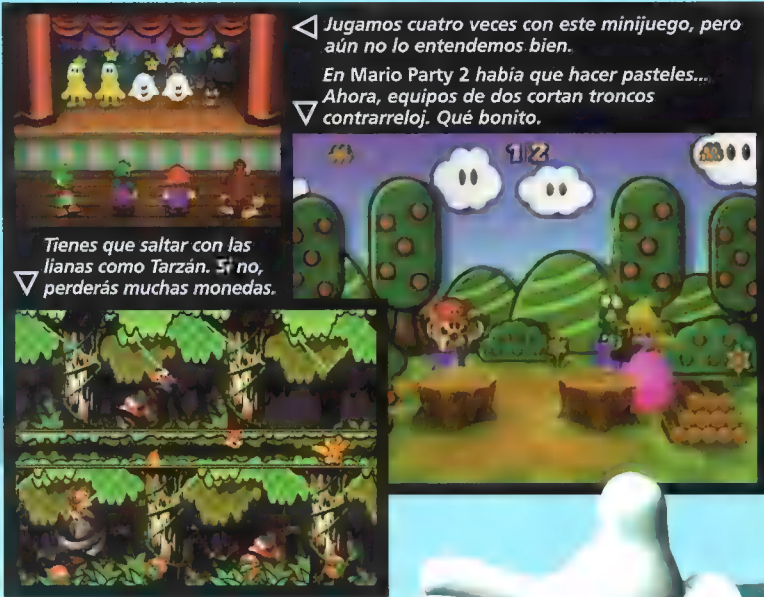 Jugamos cuatro veces con este minijuego, pero
aún no lo entendemos bien.
En Mario Party 2 había que hacer pasteles...
Ahora, equipos de dos cortan troncos
contrarreloj. Qué bonito.
12
Tienes que saltar con las
lianas como Tarzán. Si no,
perderás muchas monedas.